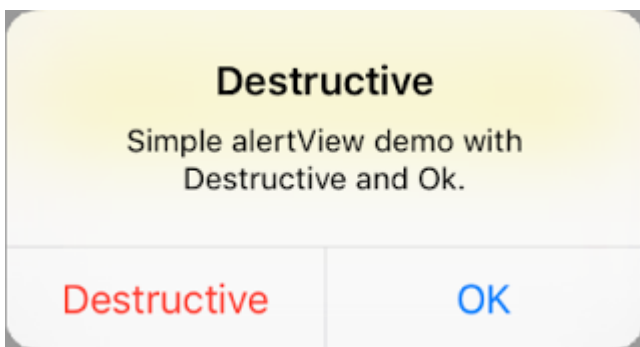 Destructive
Simple alertView demo with
Destructive and Ok.
Destructive OK